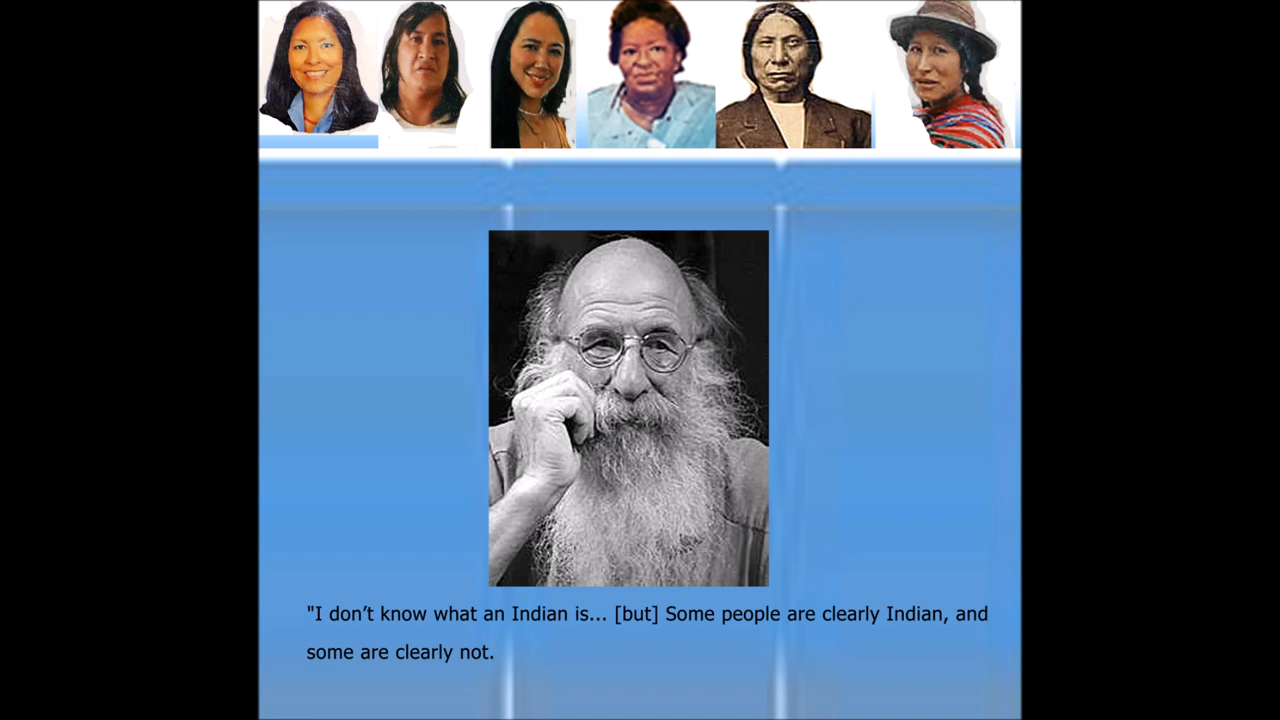 "I don’t know what an Indian is... [but] Some people are clearly Indian, and
some are clearly not.